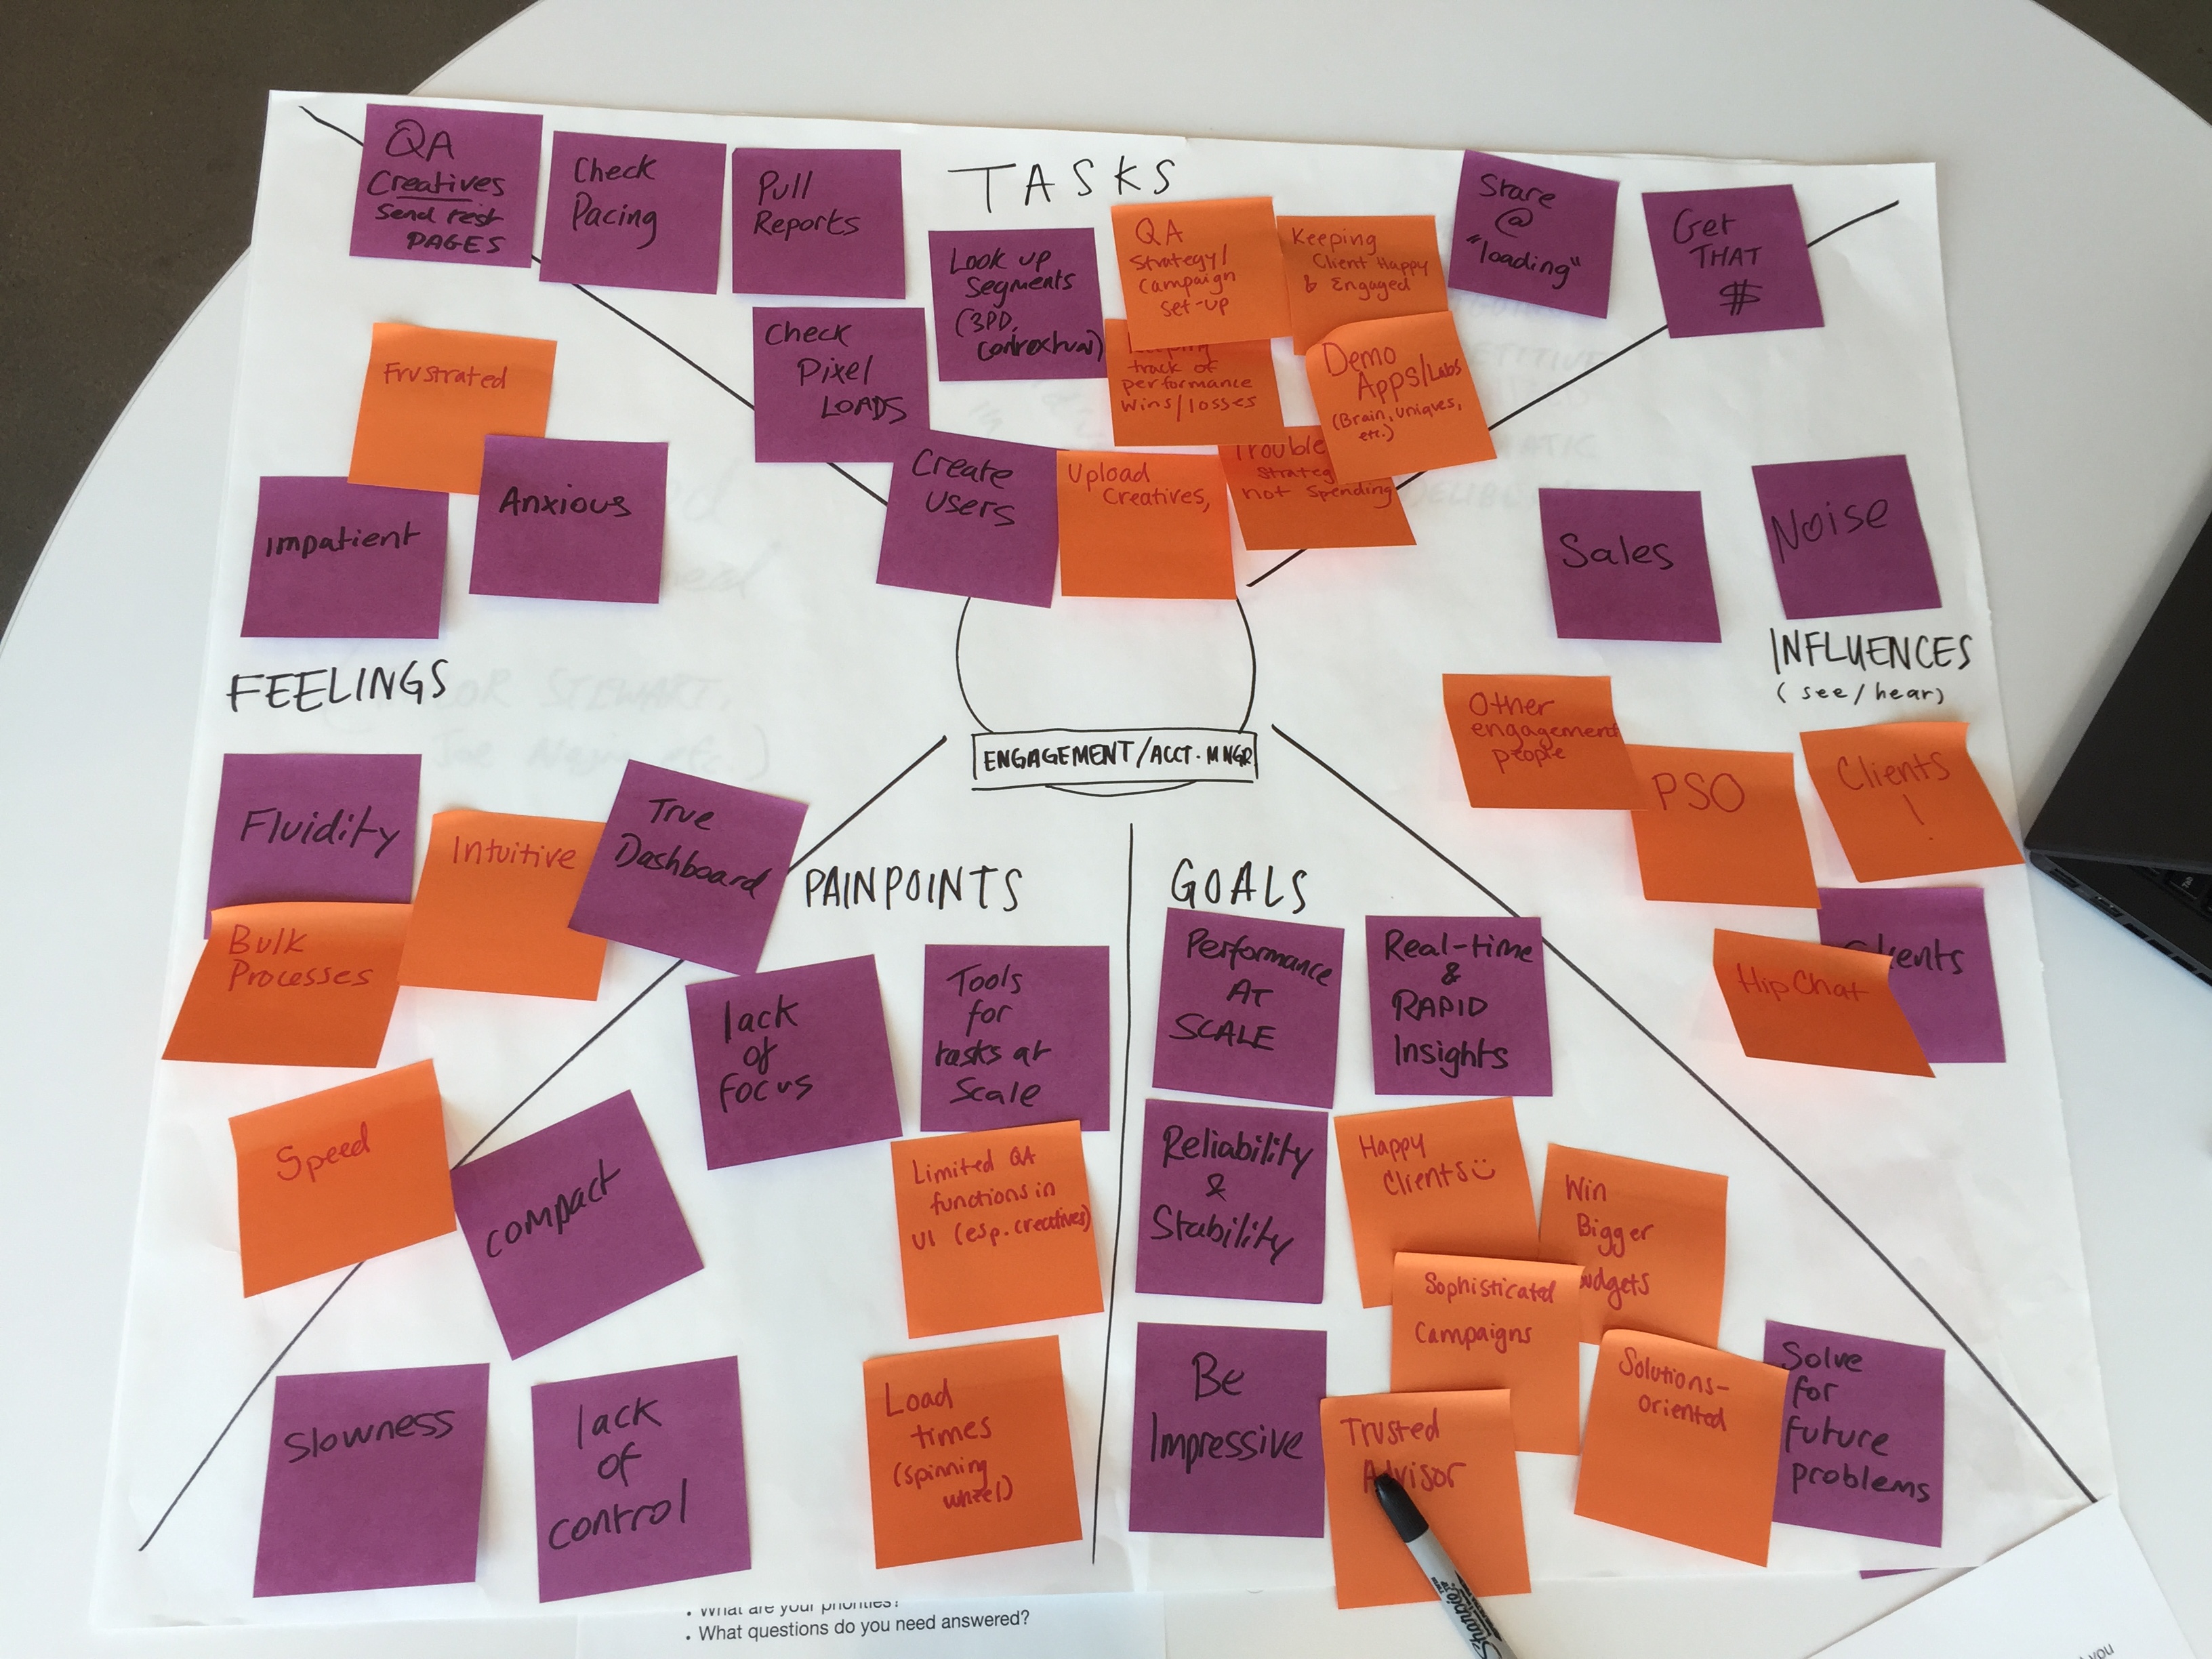 TASKS
QA
Creatives
Send test
PAGES
Check
Pacing
Pull
Reports
Look up
Segments
(3PD,
contextual)
QA
Strategy/
Campaign
set-up
Keeping
Client Happy
& Engaged
Stare
@
"loading"
Get
THAT
$
Check
Pixel
LOADS
Keeping
track of
performance
wins/losses
Demo
Apps/Labs
(Brain, uniques,
etc.)
Create
Users
Upload
Creatives,
Trouble
Strateg
not Spending
Frustrated
Impatient
Anxious
FEELINGS
Fluidity
Intuitive
True
Dashboard
Bulk
Processes
Speed
Sales
Noise
INFLUENCES
(see/hear)
Other
engagement
people
PSO
Clients
!
Clients
HipChat
ENGAGEMENT/ACCT. MNGR
PAINPOINTS
lack
of
focus
Tools
for
tasks at
Scale
compact
Limited QA
functions in
UI (esp. creatives)
Slowness
lack
of
control
Load
times
(spinning
wheel)
GOALS
Performance
AT
SCALE
Real-time
&
RAPID
Insights
Reliability
&
Stability
Happy
Clients
Win
Bigger
udgets
Sophisticated
Campaigns
Be
Impressive
Trusted
Advisor
Solutions-
oriented
Solve
for
future
problems
Sharpie
• What are your priorities?
• What questions do you need answered?
you